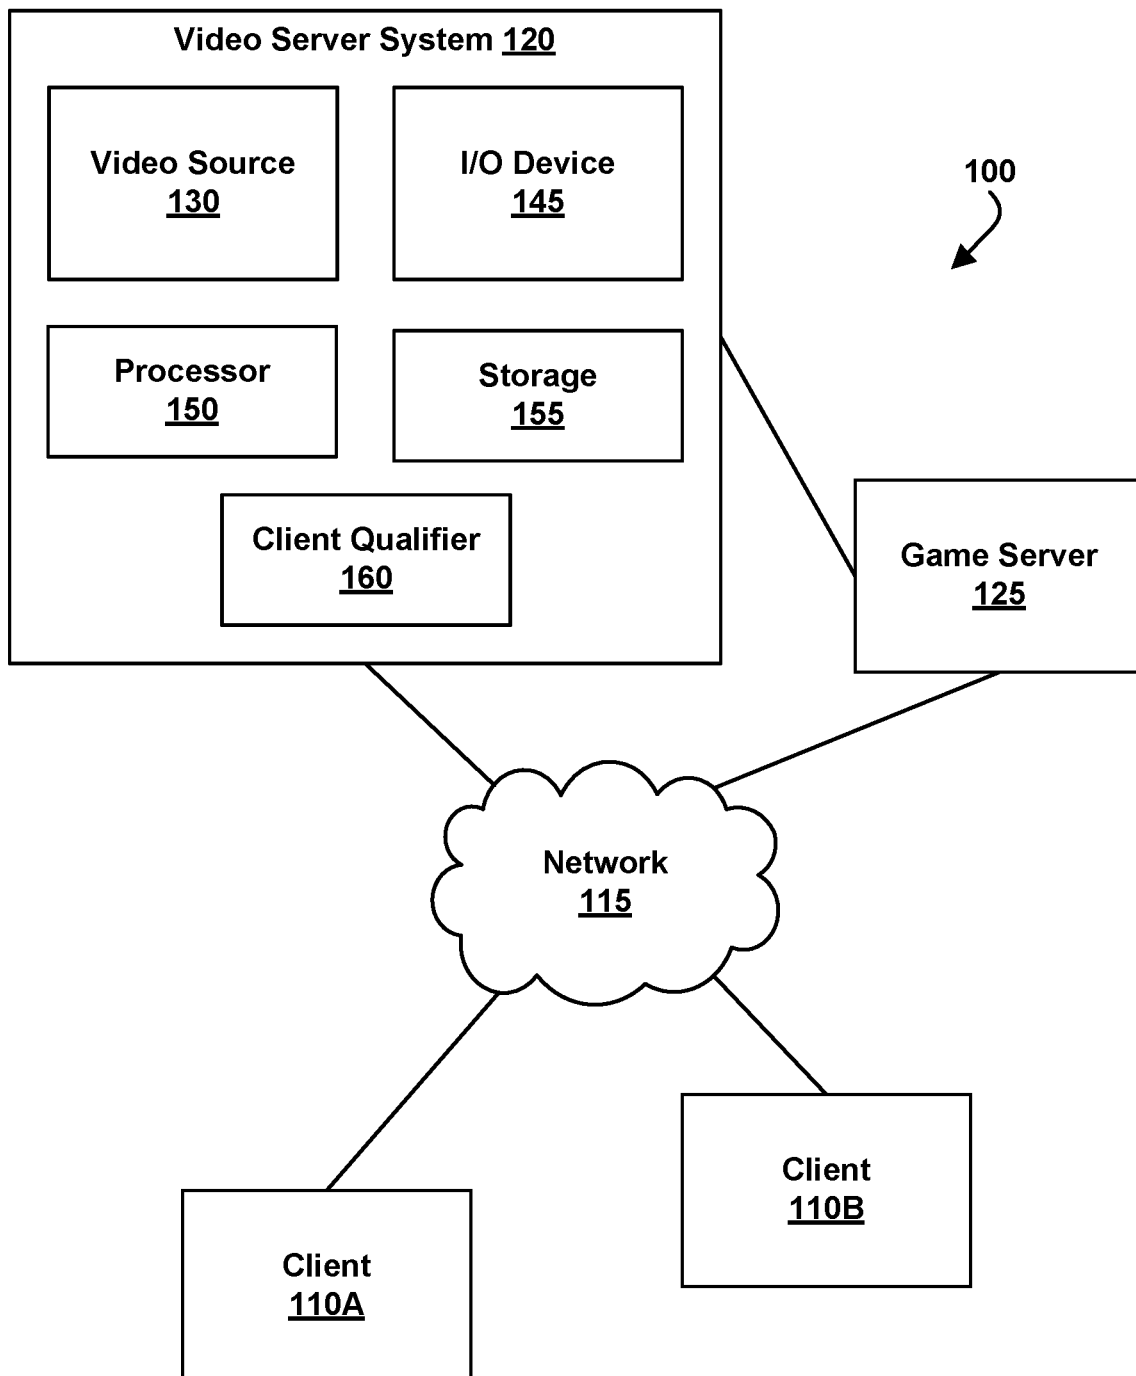 Video Server System 120
Video Source
130
I/O Device
145
100
Processor
150
Storage
155
Client Qualifier
160
Game Server
125
Network
115
Client
110B
Client
110A